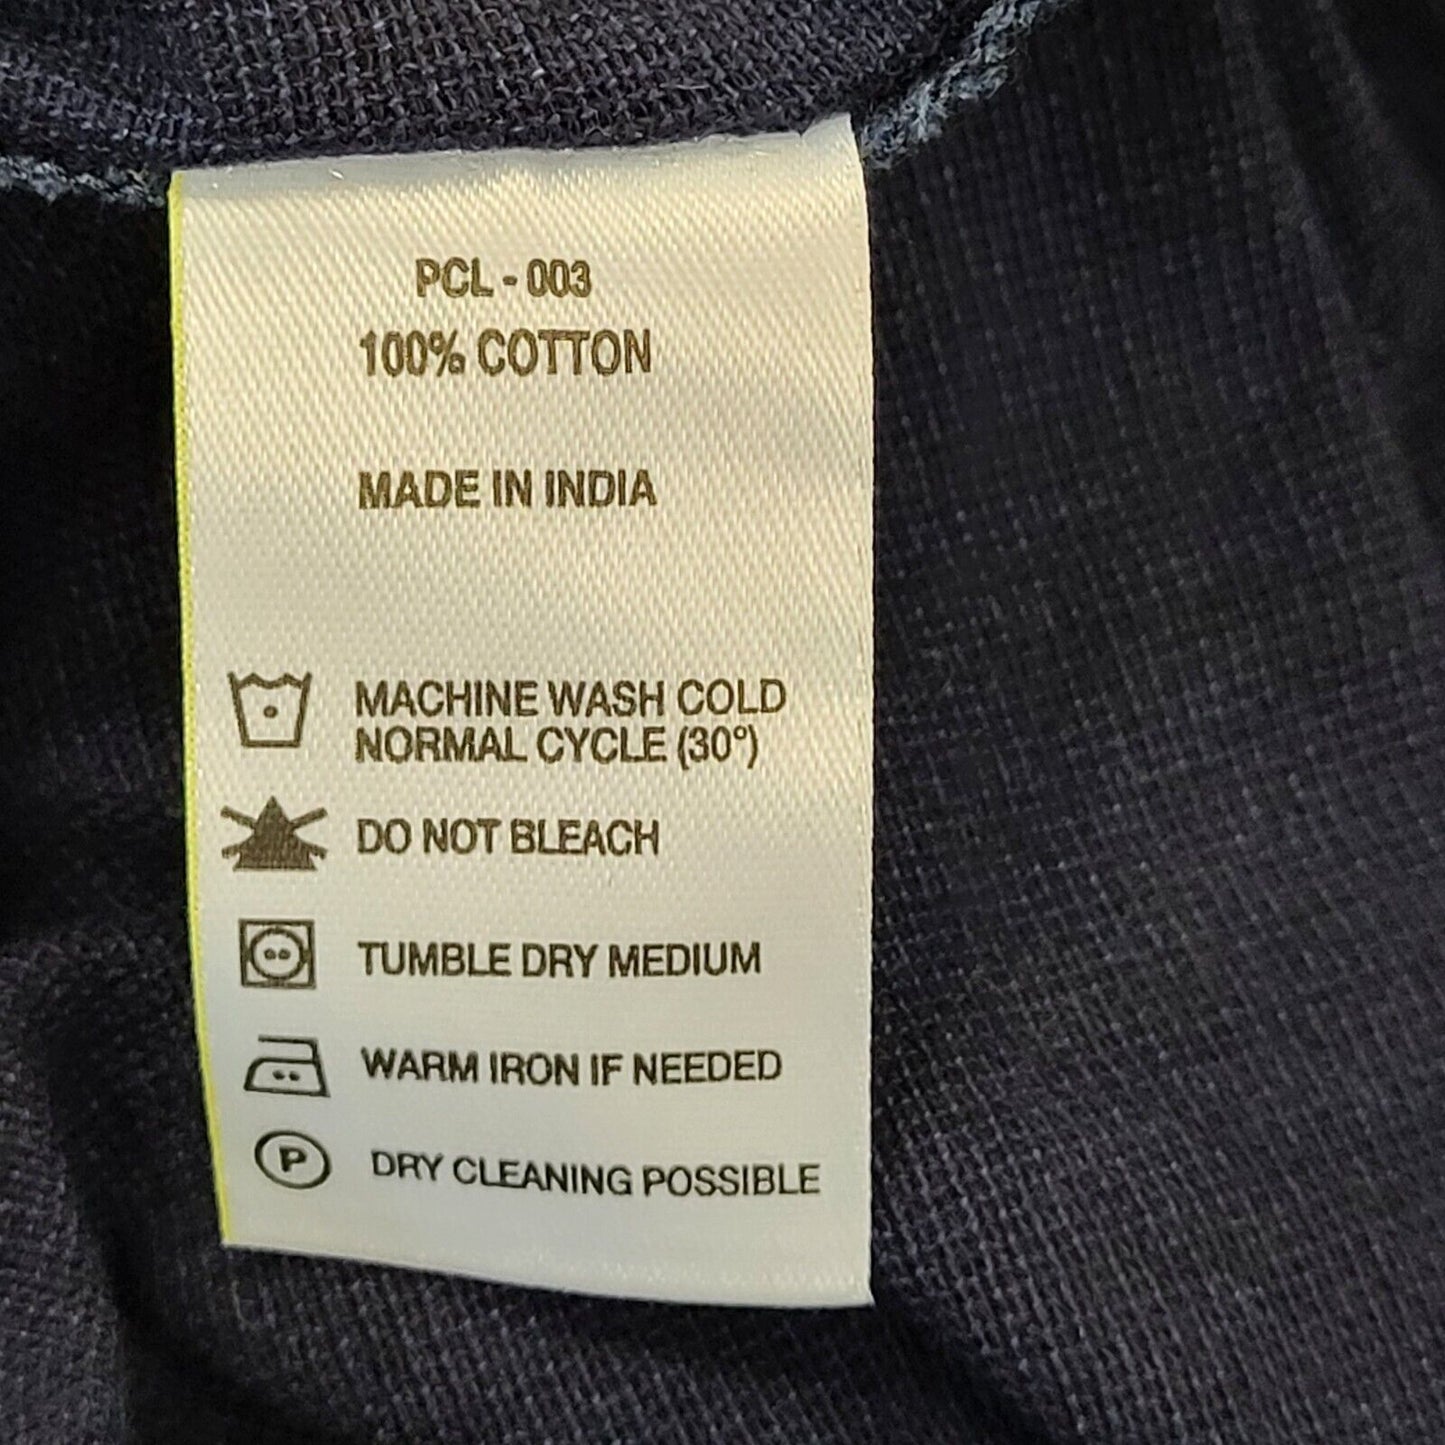 PCL - 003
100% COTTON
MADE IN INDIA
MACHINE WASH COLD
NORMAL CYCLE (30°)
DO NOT BLEACH
TUMBLE DRY MEDIUM
WARM IRON IF NEEDED
P DRY CLEANING POSSIBLE